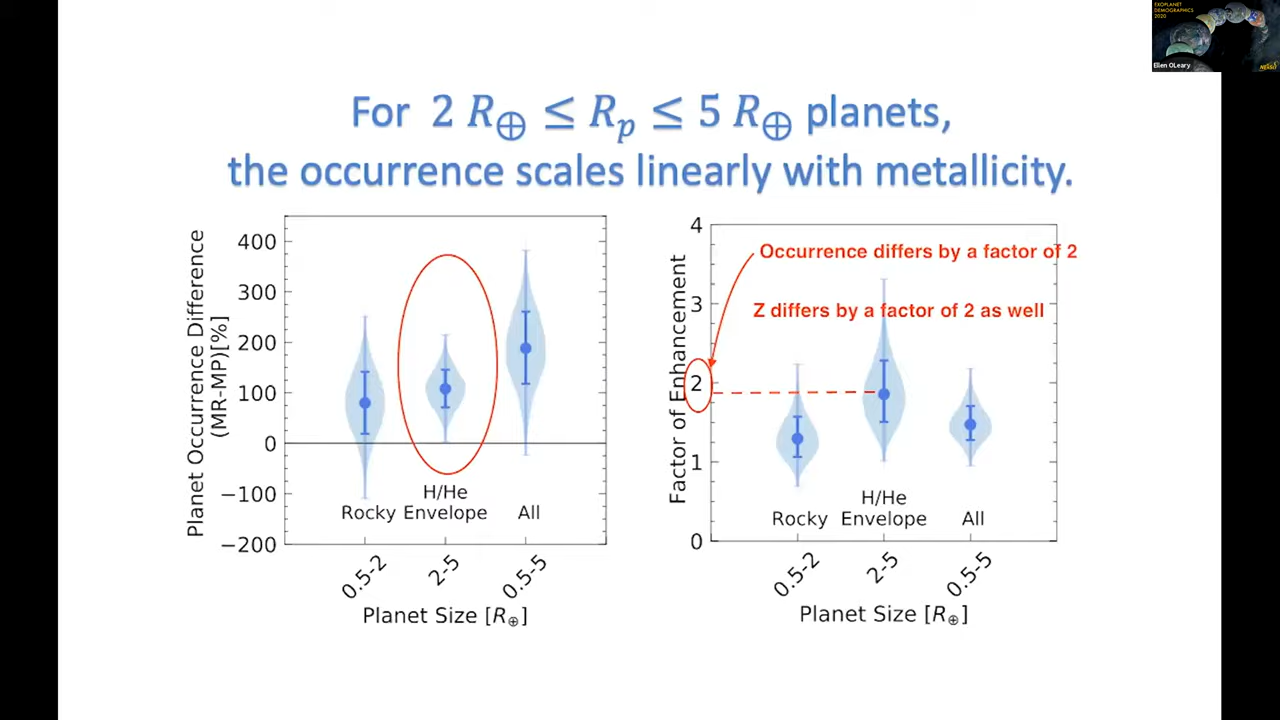 EXOPLANET
DEMOGRAPHICS
2020
Ellen OLeary
For 2 R⊕ ≤ Rp ≤ 5 R⊕ planets,
the occurrence scales linearly with metallicity.
Planet Occurrence Difference
(MR-MP)[%]
400
300
200
100
0
−100
−200
Rocky
H/He
Envelope
All
0.5-2
2-5
0.5-5
Planet Size [R⊕]
Factor of Enhancement
4
3
2
1
0
Occurrence differs by a factor of 2
Z differs by a factor of 2 as well
Rocky
H/He
Envelope
All
0.5-2
2-5
0.5-5
Planet Size [R⊕]